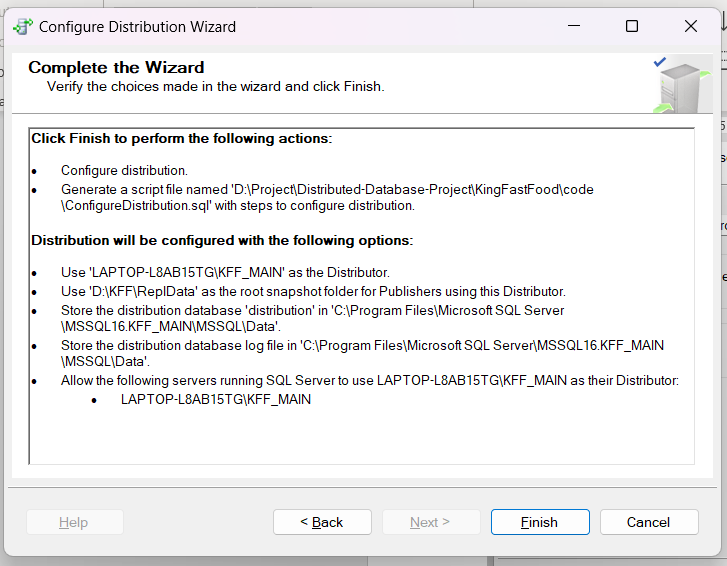 Configure Distribution Wizard
Complete the Wizard
Verify the choices made in the wizard and click Finish.
Click Finish to perform the following actions:
• Configure distribution.
• Generate a script file named 'D:\Project\Distributed-Database-Project\KingFastFood\code
\ConfigureDistribution.sql' with steps to configure distribution.
Distribution will be configured with the following options:
• Use 'LAPTOP-L8AB15TG\KFF_MAIN' as the Distributor.
• Use 'D:\KFF\ReplData' as the root snapshot folder for Publishers using this Distributor.
• Store the distribution database 'distribution' in 'C:\Program Files\Microsoft SQL Server
\MSSQL16.KFF_MAIN\MSSQL\Data'.
• Store the distribution database log file in 'C:\Program Files\Microsoft SQL Server\MSSQL16.KFF_MAIN
\MSSQL\Data'.
• Allow the following servers running SQL Server to use LAPTOP-L8AB15TG\KFF_MAIN as their Distributor:
• LAPTOP-L8AB15TG\KFF_MAIN
Help
< Back
Next >
Finish
Cancel